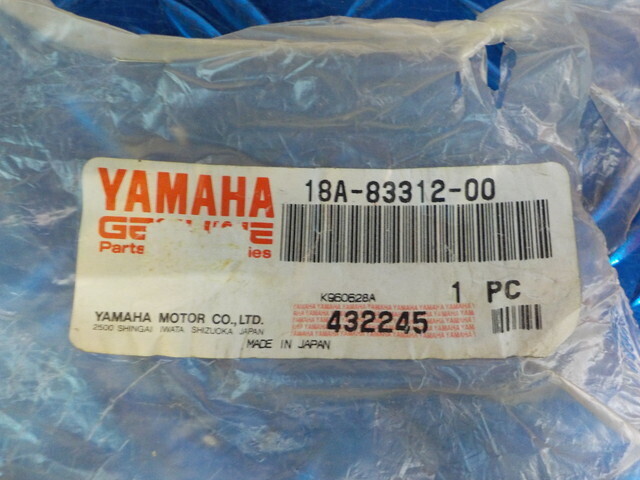 YAMAHA
GENUINE
Parts
18A-83312-00
K960628A
1 PC
YAMAHA MOTOR CO., LTD.
2500 SHINGAI IWATA SHIZUOKA JAPAN
432245
MADE IN JAPAN